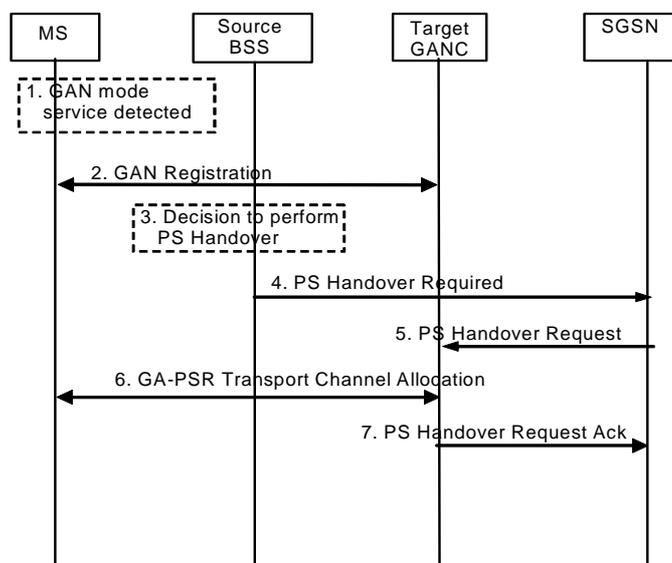 MS
Source
BSS
Target
GANC
SGSN
1. GAN mode
service detected
2. GAN Registration
3. Decision to perform
PS Handover
4. PS Handover Required
5. PS Handover Request
6. GA-PSR Transport Channel Allocation
7. PS Handover Request Ack